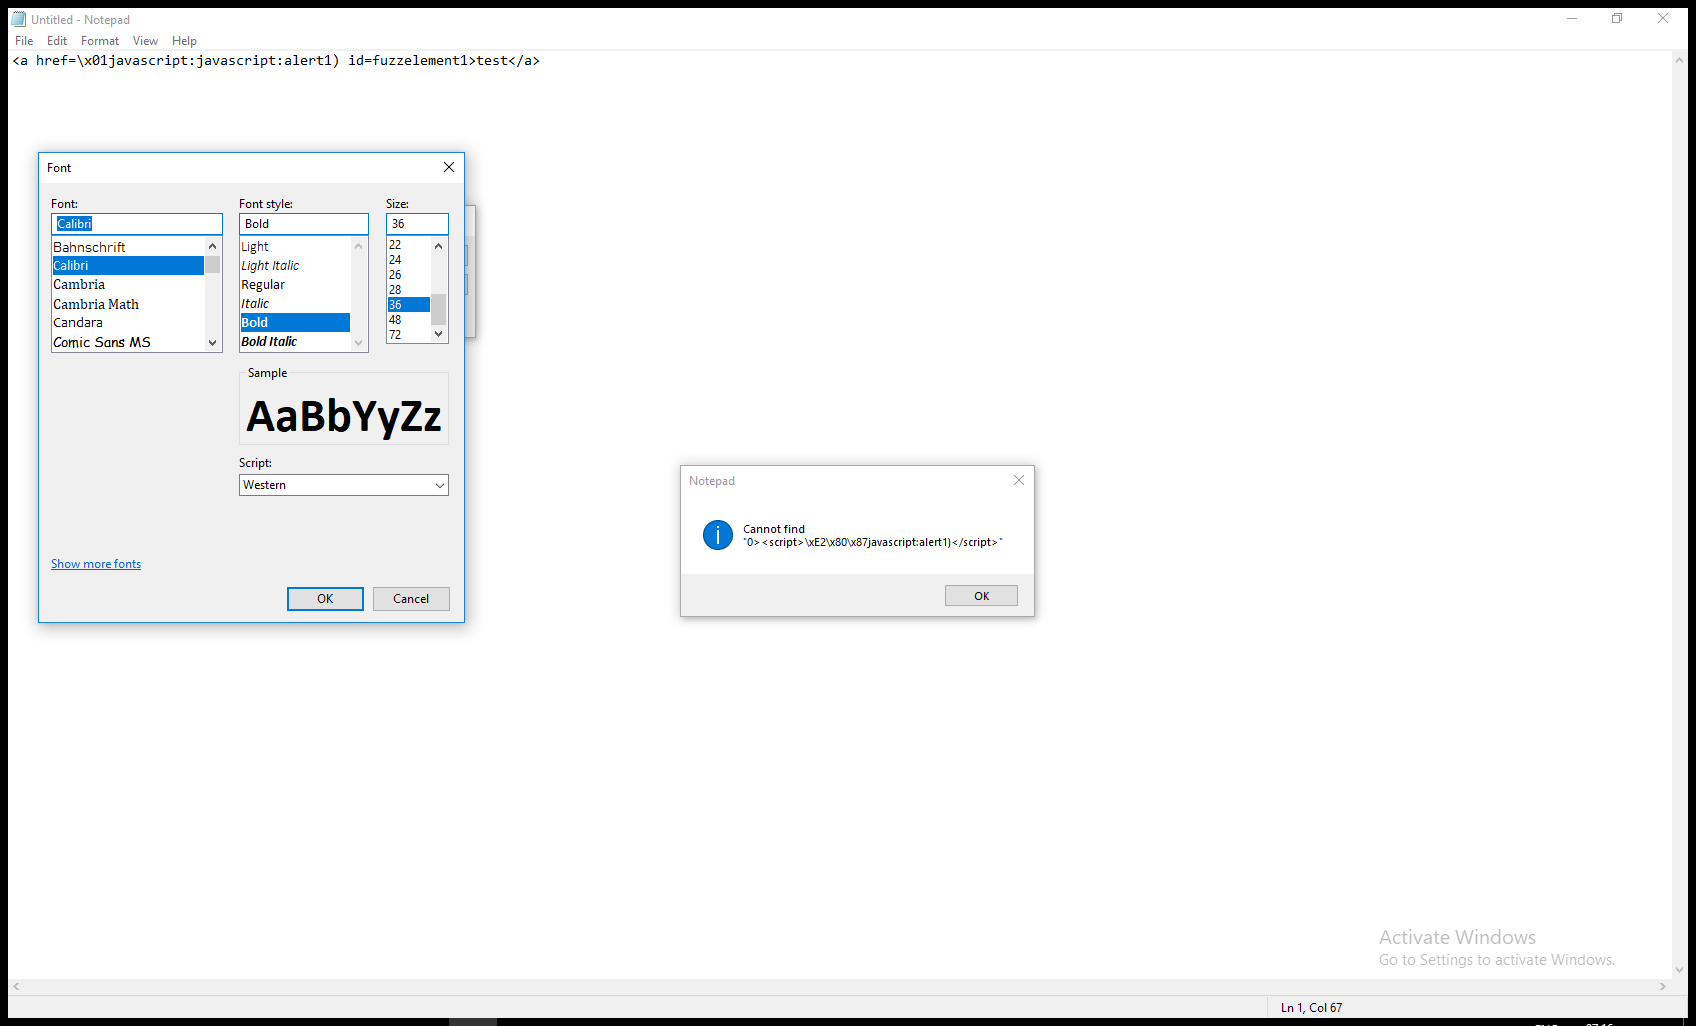 Untitled - Notepad
File Edit Format View Help
<a href=\x01javascript:javascript:alert1) id=fuzzelement1>test</a>
Font
Font: Font style: Size:
Calibri Bold 36
Bahnschrift
Calibri
Cambria
Cambria Math
Candara
Comic Sans MS
Light
Light Italic
Regular
Italic
Bold
Bold Italic
22
24
26
28
36
48
72
Sample
AaBbYyZz
Script:
Western
Show more fonts
OK Cancel
Notepad
Cannot find
"0><script>\xE2\x80\x87javascript:alert1)</script>"
OK
Activate Windows
Go to Settings to activate Windows.
Ln 1, Col 67